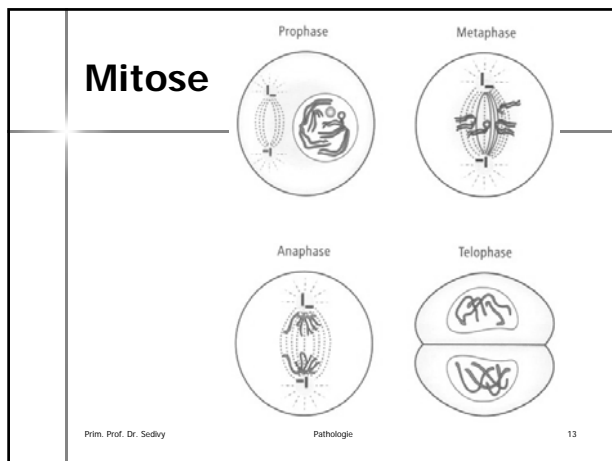 Mitose
Prophase
Metaphase
Anaphase
Telophase
Prim. Prof. Dr. Sedivy
Pathologie
13